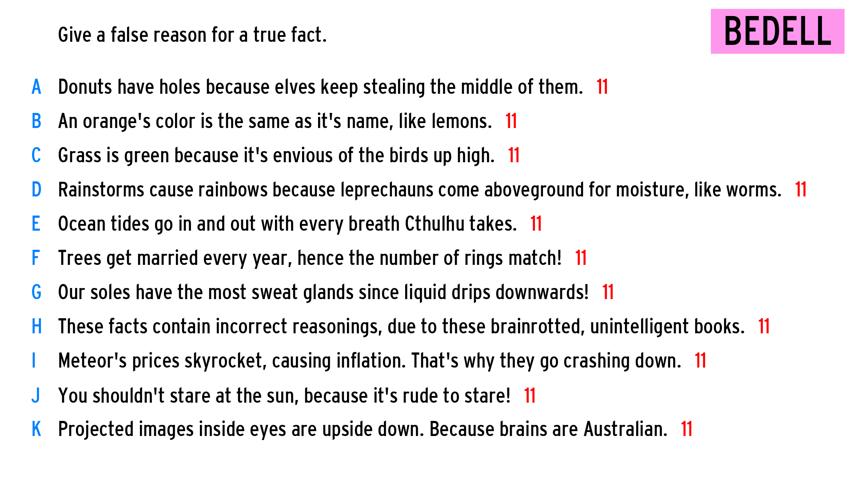 Give a false reason for a true fact.
BEDELL
A Donuts have holes because elves keep stealing the middle of them. 11
B An orange's color is the same as it's name, like lemons. 11
C Grass is green because it's envious of the birds up high. 11
D Rainstorms cause rainbows because leprechauns come aboveground for moisture, like worms. 11
E Ocean tides go in and out with every breath Cthulhu takes. 11
F Trees get married every year, hence the number of rings match! 11
G Our soles have the most sweat glands since liquid drips downwards! 11
H These facts contain incorrect reasonings, due to these brainrotted, unintelligent books. 11
I Meteor's prices skyrocket, causing inflation. That's why they go crashing down. 11
J You shouldn't stare at the sun, because it's rude to stare! 11
K Projected images inside eyes are upside down. Because brains are Australian. 11